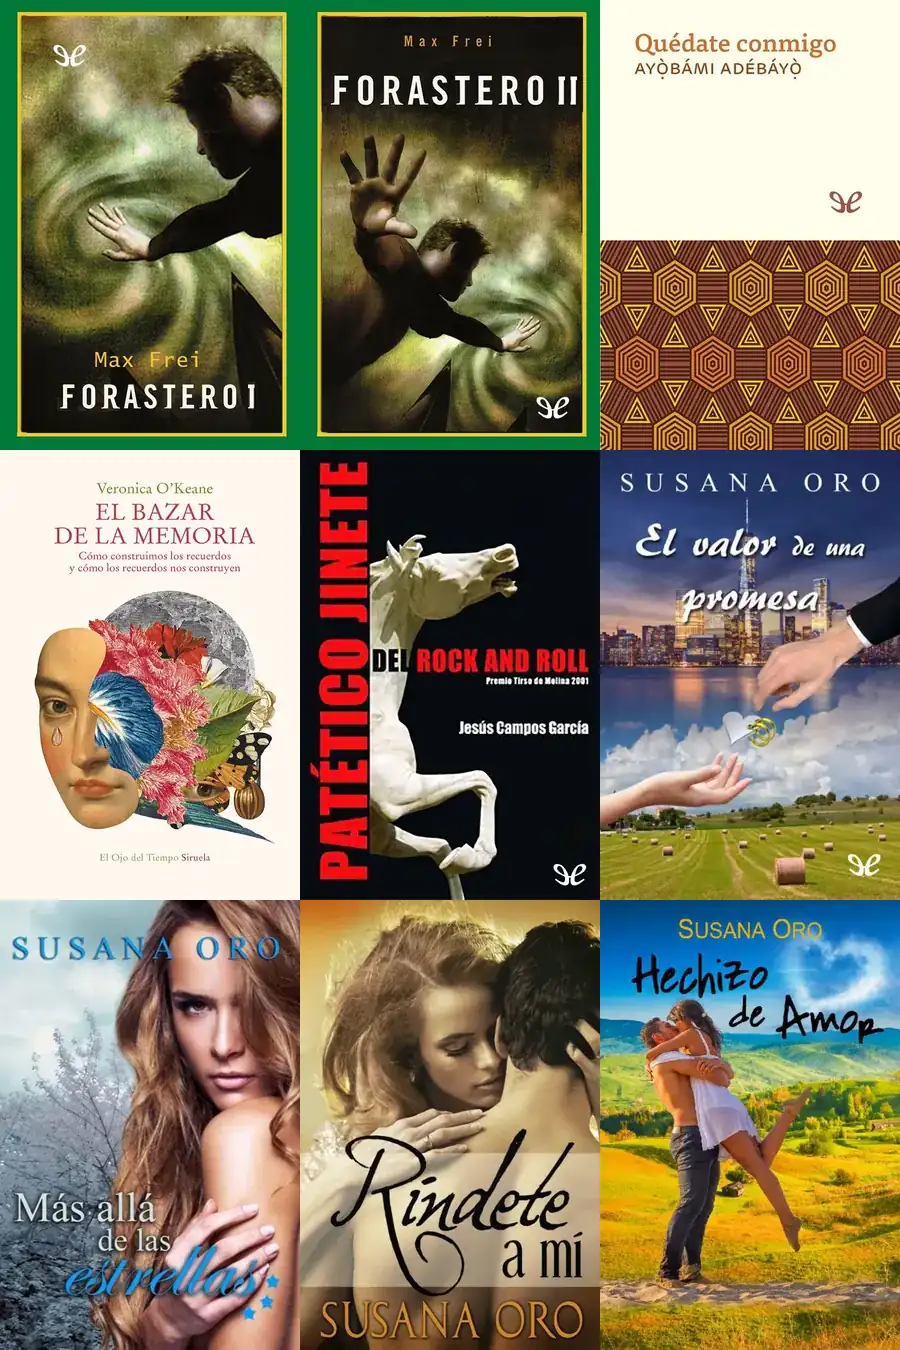 Max Frei
FORASTERO I
Max Frei
FORASTERO II
Quédate conmigo
AYỌ̀BÁMI ADÉBÁYỌ̀
Veronica O'Keane
EL BAZAR
DE LA MEMORIA
Cómo construimos los recuerdos
y cómo los recuerdos nos construyen
El Ojo del Tiempo Siruela
PATÉTICO JINETE
DEL ROCK AND ROLL
Premio Tirso de Molina 2001
Jesús Campos García
SUSANA ORO
El valor de una
promesa
SUSANA ORO
Más allá
de las
estrellas
Ríndete
a mí
SUSANA ORO
SUSANA ORO
Hechizo
de Amor